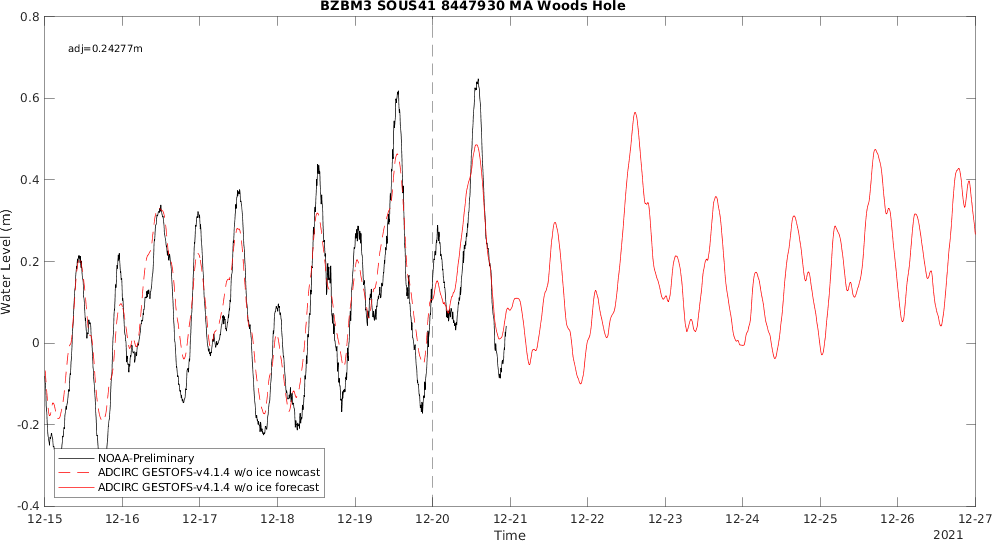 BZBM3 SOUS41 8447930 MA Woods Hole
adj=0.24277m
Water Level (m)
0.8
0.6
0.4
0.2
0
-0.2
-0.4
NOAA-Preliminary
ADCIRC GESTOFS-v4.1.4 w/o ice nowcast
ADCIRC GESTOFS-v4.1.4 w/o ice forecast
12-15 12-16 12-17 12-18 12-19 12-20 12-21 12-22 12-23 12-24 12-25 12-26 12-27
Time
2021